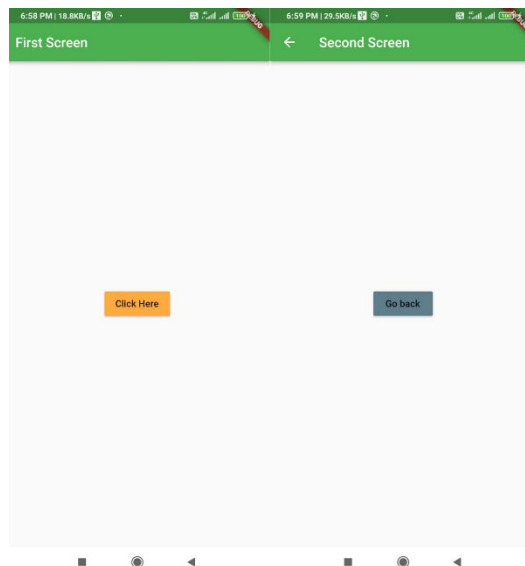 6:58 PM | 18.8KB/s
First Screen
Click Here
6:59 PM | 29.5KB/s
Second Screen
Go back